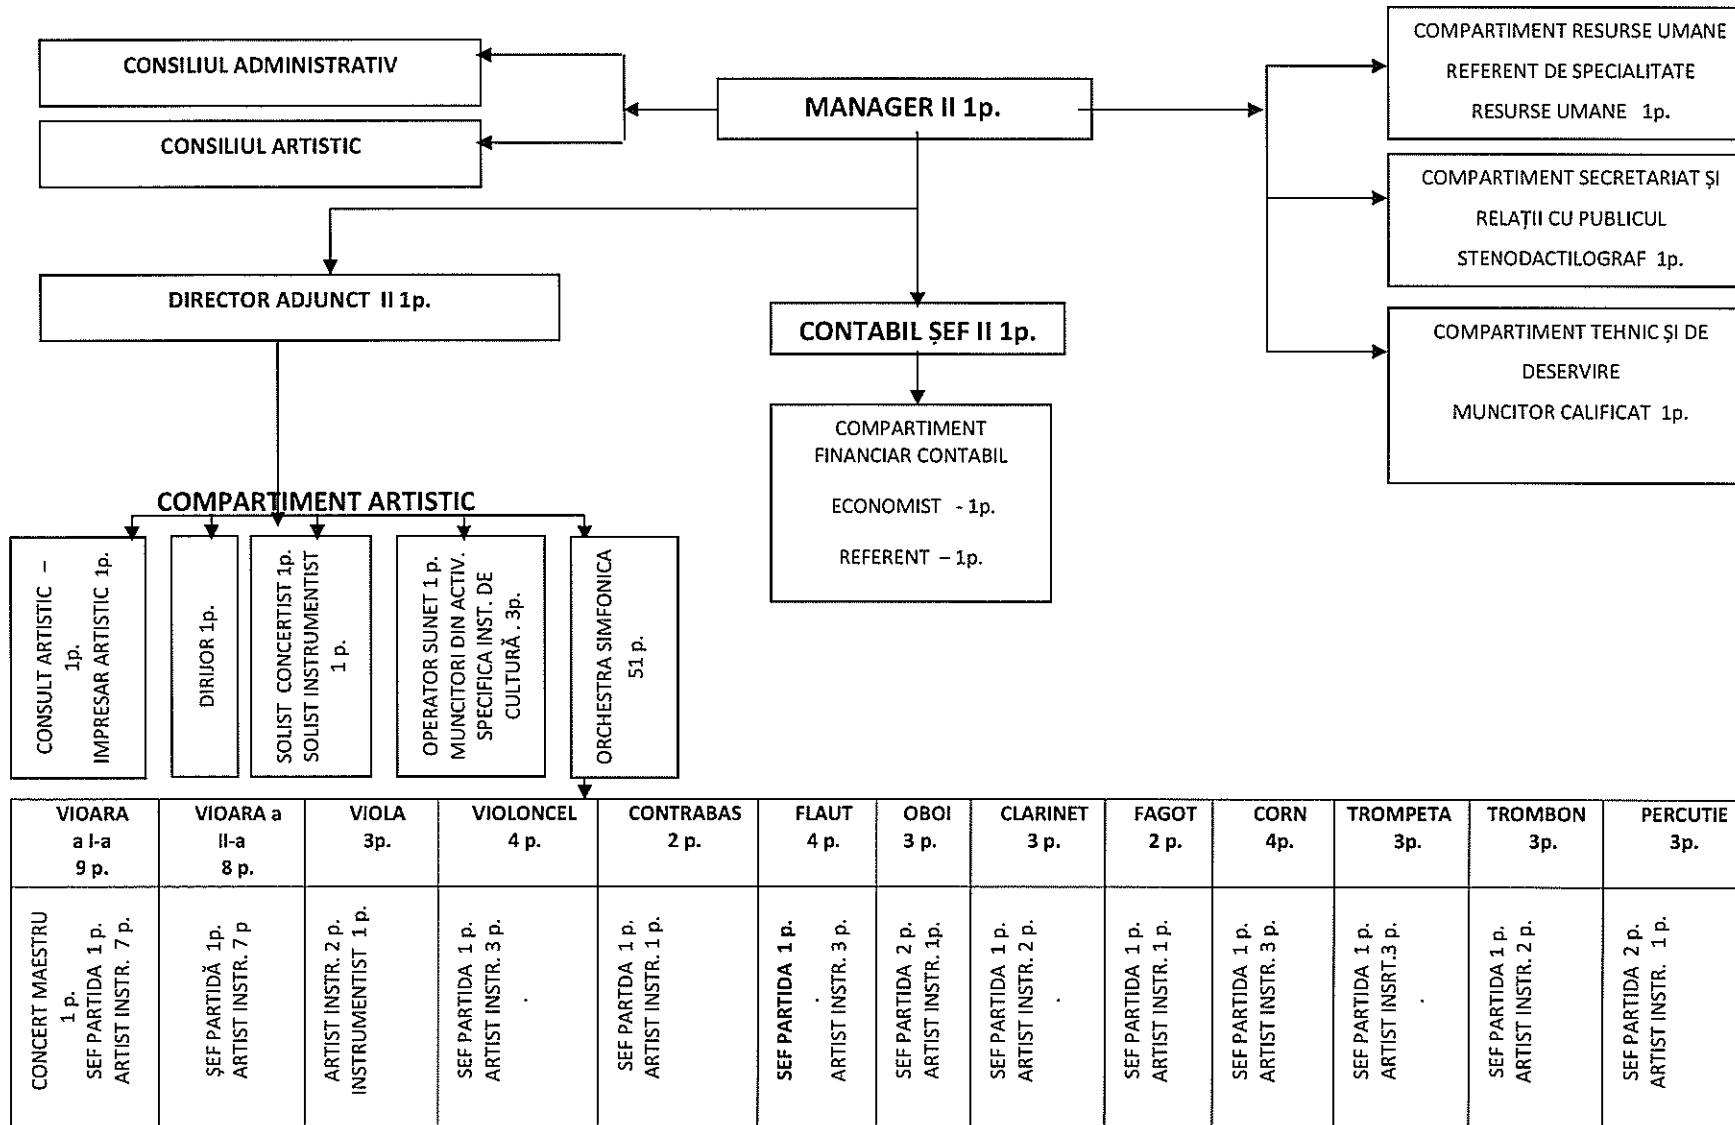 CONSILIUL ADMINISTRATIV
CONSILIUL ARTISTIC
MANAGER II 1p.
COMPARTIMENT RESURSE UMANE
REFERENT DE SPECIALITATE
RESURSE UMANE 1p.
COMPARTIMENT SECRETARIAT ȘI
RELAȚII CU PUBLICUL
STENODACTILOGRAF 1p.
COMPARTIMENT TEHNIC ȘI DE
DESERVIRE
MUNCITOR CALIFICAT 1p.
DIRECTOR ADJUNCT II 1p.
CONTABIL ȘEF II 1p.
COMPARTIMENT
FINANCIAR CONTABIL
ECONOMIST - 1p.
REFERENT – 1p.
COMPARTIMENT ARTISTIC
CONSULT ARTISTIC –
1p.
IMPRESAR ARTISTIC 1p.
DIRIJOR 1p.
SOLIST CONCERTIST 1p.
SOLIST INSTRUMENTIST
1 p.
OPERATOR SUNET 1 p.
MUNCITORI DIN ACTIV.
SPECIFICA INST. DE
CULTURĂ . 3p.
ORCHESTRA SIMFONICA
51 p.
VIOARA
a I-a
9 p.
VIOARA a
II-a
8 p.
VIOLA
3p.
VIOLONCEL
4 p.
CONTRABAS
2 p.
FLAUT
4 p.
OBOI
3 p.
CLARINET
3 p.
FAGOT
2 p.
CORN
4p.
TROMPETA
3p.
TROMBON
3p.
PERCUTIE
3p.
CONCERT MAESTRU
1 p.
SEF PARTIDA 1 p.
ARTIST INSTR. 7 p.
ȘEF PARTIDĂ 1p.
ARTIST INSTR. 7 p
ARTIST INSTR. 2 p.
INSTRUMENTIST 1 p.
SEF PARTIDA 1 p.
ARTIST INSTR. 3 p.
SEF PARTDA 1 p.
ARTIST INSTR. 1 p.
SEF PARTIDA 1 p.
ARTIST INSTR. 3 p.
SEF PARTIDA 2 p.
ARTIST INSTR. 1p.
SEF PARTIDA 1 p.
ARTIST INSTR. 2 p.
SEF PARTIDA 1 p.
ARTIST INSTR. 1 p.
SEF PARTIDA 1 p.
ARTIST INSTR. 3 p.
SEF PARTIDA 1 p.
ARTIST INSRT.3 p.
SEF PARTIDA 1 p.
ARTIST INSTR. 2 p.
SEF PARTIDA 2 p.
ARTIST INSTR. 1 p.